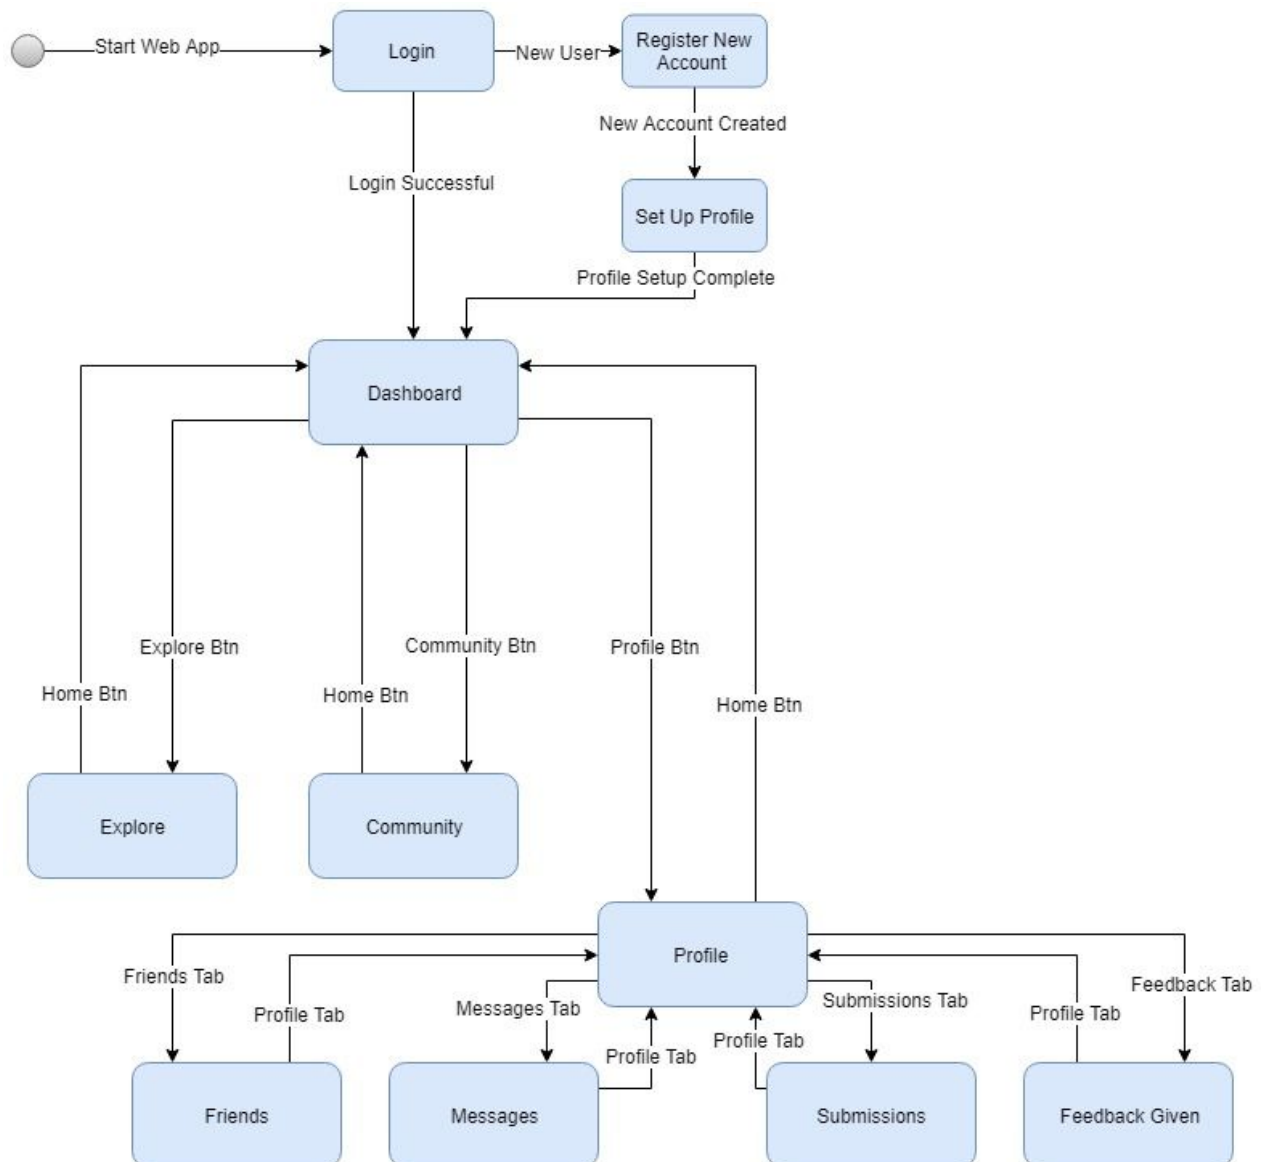 Start Web App
Login
New User
Register New
Account
New Account Created
Login Successful
Set Up Profile
Profile Setup Complete
Dashboard
Explore Btn
Community Btn
Profile Btn
Home Btn
Home Btn
Home Btn
Explore
Community
Profile
Friends Tab
Messages Tab
Submissions Tab
Feedback Tab
Profile Tab
Profile Tab
Profile Tab
Profile Tab
Friends
Messages
Submissions
Feedback Given